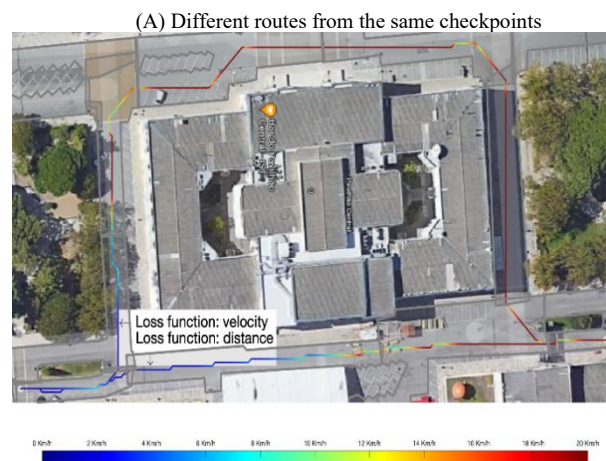 (A) Different routes from the same checkpoints
Loss function: velocity
Loss function: distance
0 Km/h 2 Km/h 4 Km/h 6 Km/h 8 Km/h 10 Km/h 12 Km/h 14 Km/h 16 Km/h 18 Km/h 20 Km/h